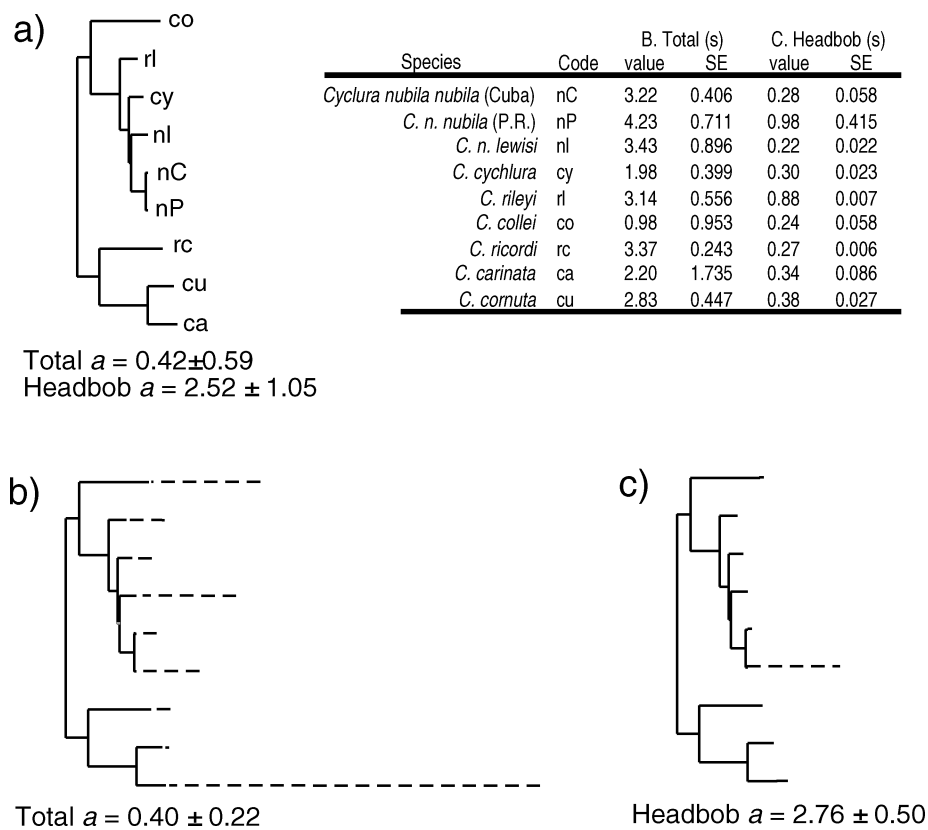 a)
co
rl
cy
nl
nC
nP
rc
cu
ca
Total a = 0.42±0.59
Headbob a = 2.52 ± 1.05
B. Total (s) C. Headbob (s)
Species Code value SE value SE
Cyclura nubila nubila (Cuba) nC 3.22 0.406 0.28 0.058
C. n. nubila (P.R.) nP 4.23 0.711 0.98 0.415
C. n. lewisi nl 3.43 0.896 0.22 0.022
C. cychlura cy 1.98 0.399 0.30 0.023
C. rileyi rl 3.14 0.556 0.88 0.007
C. collei co 0.98 0.953 0.24 0.058
C. ricordi rc 3.37 0.243 0.27 0.006
C. carinata ca 2.20 1.735 0.34 0.086
C. cornuta cu 2.83 0.447 0.38 0.027
b)
Total a = 0.40 ± 0.22
c)
Headbob a = 2.76 ± 0.50